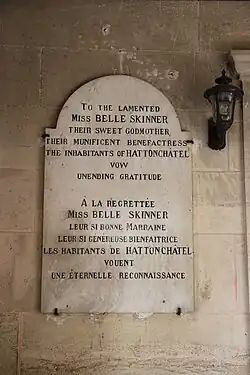 TO THE LAMENTED
MISS BELLE SKINNER
THEIR SWEET GODMOTHER,
THEIR MUNIFICENT BENEFACTRESS
THE INHABITANTS OF HATTONCHÂTEL
VOW
UNENDING GRATITUDE
À LA REGRETTÉE
MISS BELLE SKINNER
LEUR SI BONNE MARRAINE
LEUR SI GÉNÉREUSE BIENFAITRICE
LES HABITANTS DE HATTONCHÂTEL
VOUENT
UNE ÉTERNELLE RECONNAISSANCE